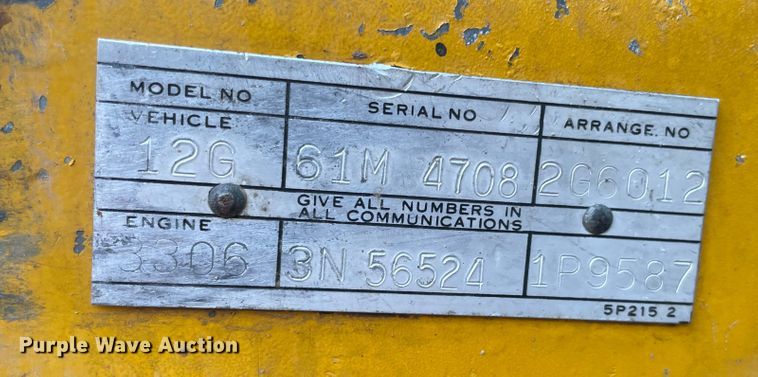 MODEL NO SERIAL NO ARRANGE. NO
VEHICLE
12G 61M 4708 2G6012
GIVE ALL NUMBERS IN
ALL COMMUNICATIONS
ENGINE
3306 3N 56524 1P9587
5P215 2
Purple Wave Auction